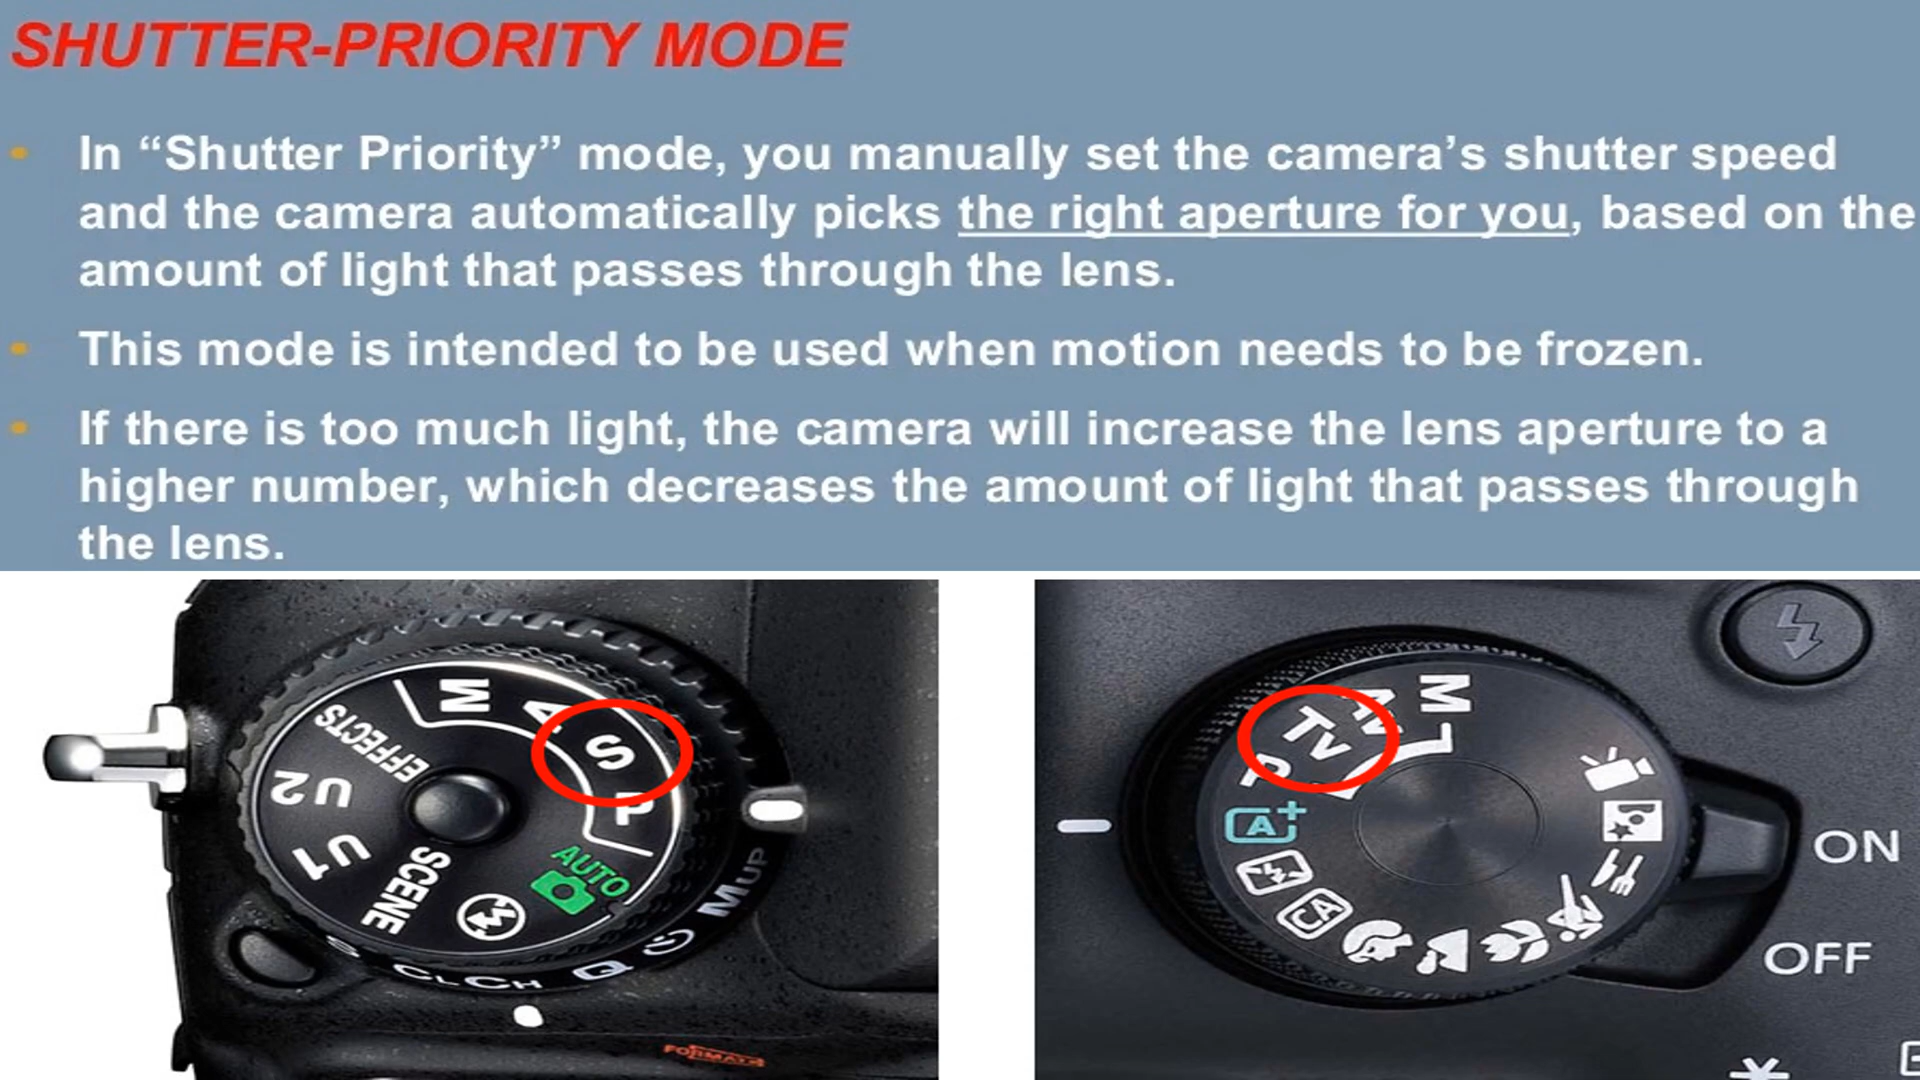 SHUTTER-PRIORITY MODE
• In “Shutter Priority” mode, you manually set the camera’s shutter speed
and the camera automatically picks the right aperture for you, based on the
amount of light that passes through the lens.
• This mode is intended to be used when motion needs to be frozen.
• If there is too much light, the camera will increase the lens aperture to a
higher number, which decreases the amount of light that passes through
the lens.
M
A
S
P
AUTO
SCENE
U1
U2
EFFECTS
S
CL
CH
Q
MUP
FORMAT
M
Av
Tv
P
A+
CA
ON
OFF